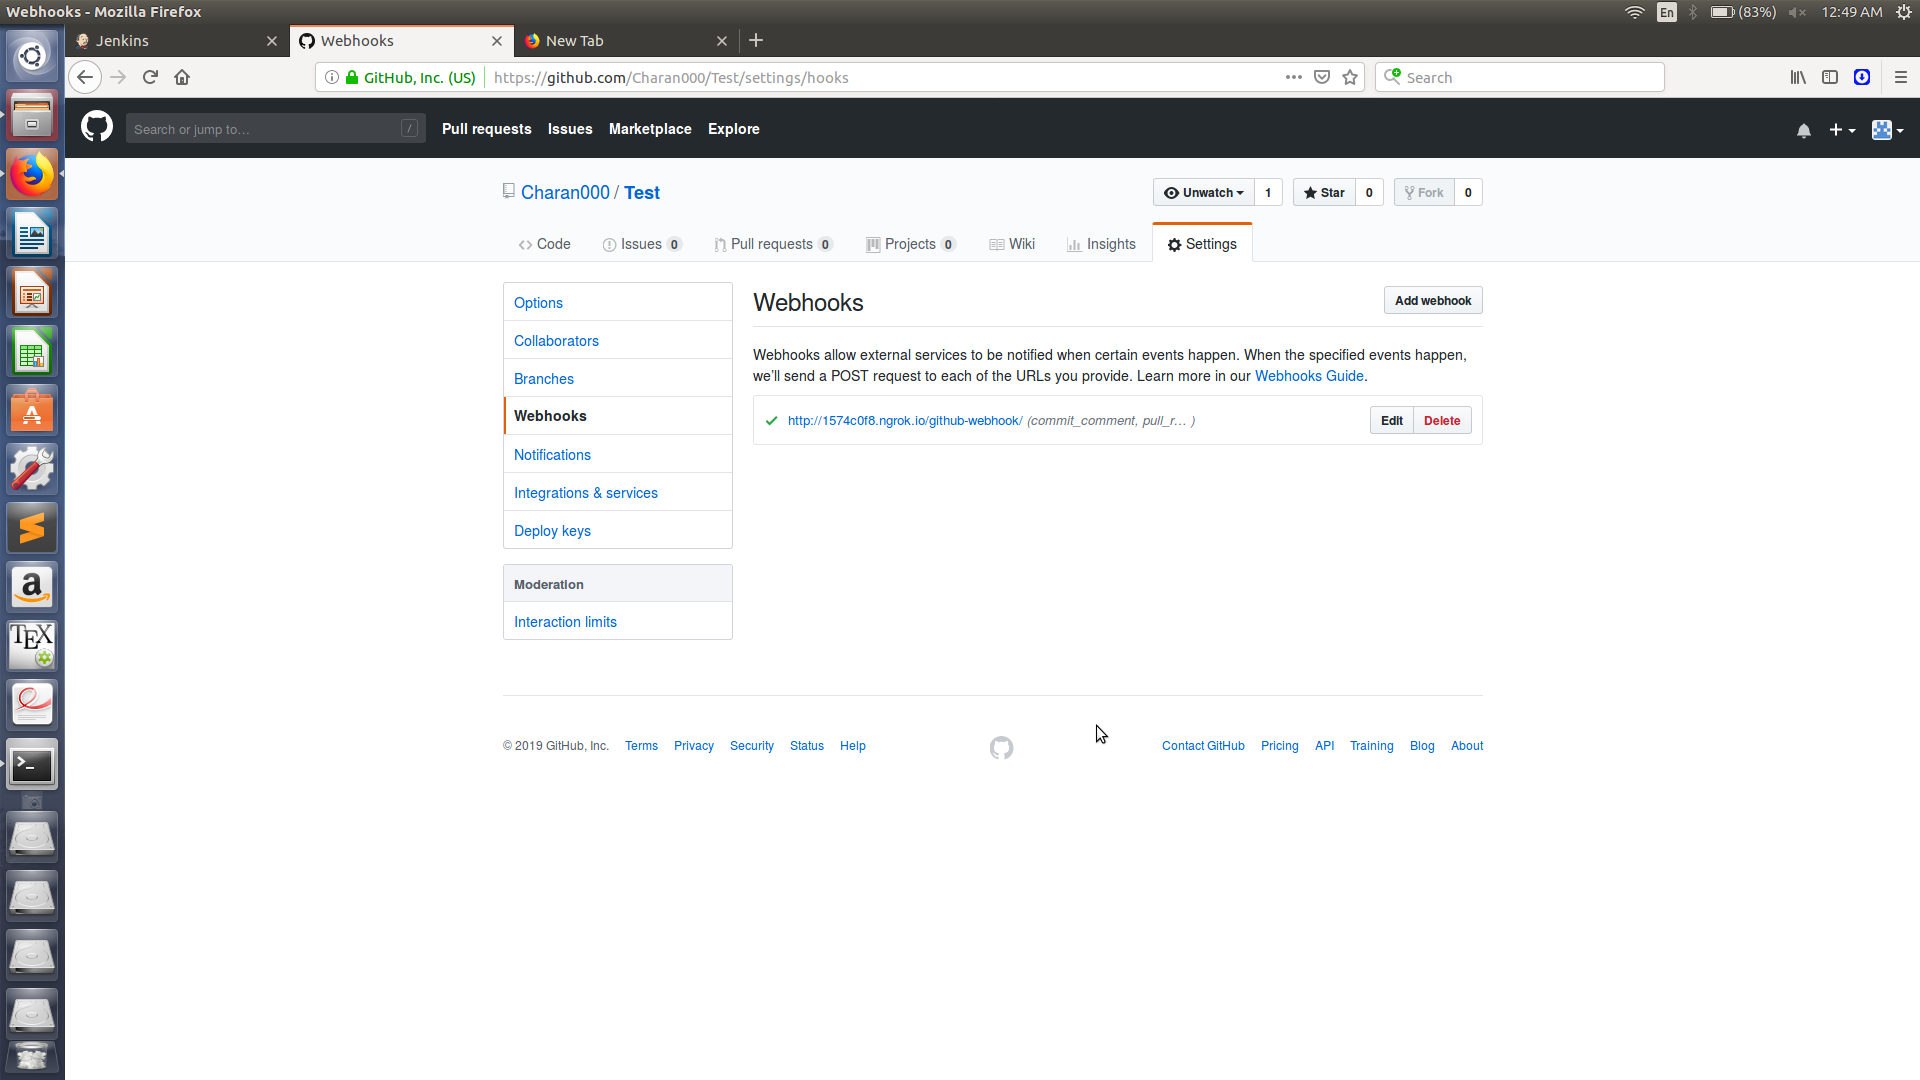 Webhooks - Mozilla Firefox
En
(83%)
12:49 AM
Jenkins
Webhooks
New Tab
GitHub, Inc. (US)
https://github.com/Charan000/Test/settings/hooks
Search
Search or jump to…
/
Pull requests
Issues
Marketplace
Explore
Charan000 / Test
Unwatch
1
Star
0
Fork
0
Code
Issues 0
Pull requests 0
Projects 0
Wiki
Insights
Settings
Options
Collaborators
Branches
Webhooks
Notifications
Integrations & services
Deploy keys
Moderation
Interaction limits
Webhooks
Add webhook
Webhooks allow external services to be notified when certain events happen. When the specified events happen,
we’ll send a POST request to each of the URLs you provide. Learn more in our Webhooks Guide.
http://1574c0f8.ngrok.io/github-webhook/ (commit_comment, pull_r… )
Edit
Delete
a
TEX
>_
© 2019 GitHub, Inc.
Terms
Privacy
Security
Status
Help
Contact GitHub
Pricing
API
Training
Blog
About